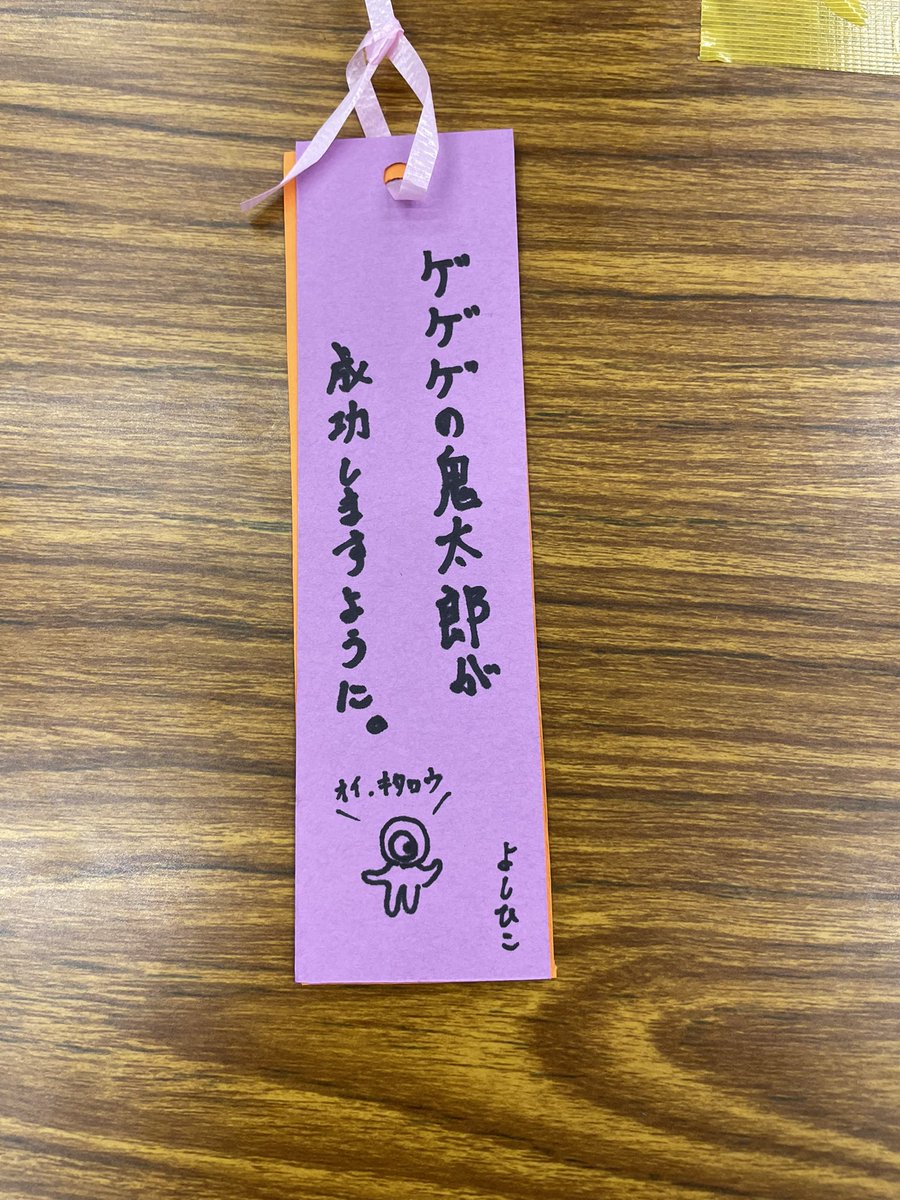 ゲゲゲの鬼太郎が
成功しますように。
オイ、キタロウ
よしひこ